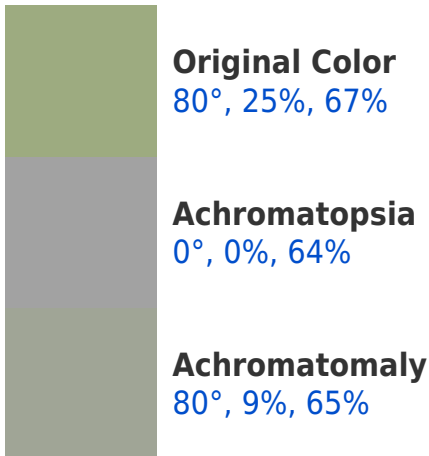 Original Color
80°, 25%, 67%
Achromatopsia
0°, 0%, 64%
Achromatomaly
80°, 9%, 65%